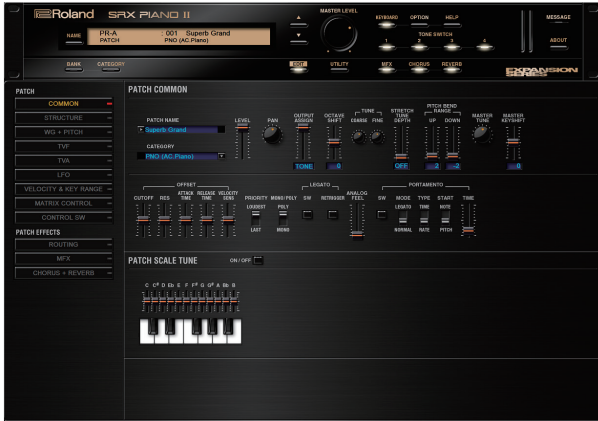 Roland SRX PIANO II
MASTER LEVEL
KEYBOARD OPTION HELP
MESSAGE
NAME
PR-A : 001 Superb Grand
PATCH PNO (AC.Piano)
TONE SWITCH
1 2 3 4
ABOUT
BANK CATEGORY
EDIT UTILITY MFX CHORUS REVERB
EXPANSION
SERIES
PATCH
COMMON
STRUCTURE
WG + PITCH
TVF
TVA
LFO
VELOCITY & KEY RANGE
MATRIX CONTROL
CONTROL SW
PATCH EFFECTS
ROUTING
MFX
CHORUS + REVERB
PATCH COMMON
PATCH NAME
Superb Grand
CATEGORY
PNO (AC.Piano)
LEVEL
PAN
OUTPUT
ASSIGN
TONE
OCTAVE
SHIFT
0
TUNE
COARSE FINE
STRETCH
TUNE
DEPTH
OFF
PITCH BEND
RANGE
UP DOWN
2 -2
MASTER
TUNE
MASTER
KEYSHIFT
0
OFFSET
CUTOFF RES
ATTACK
TIME
RELEASE
TIME
VELOCITY
SENS
PRIORITY
LOUDEST
LAST
MONO/POLY
POLY
MONO
LEGATO
SW RETRIGGER
ANALOG
FEEL
PORTAMENTO
SW MODE TYPE START TIME
LEGATO TIME NOTE
NORMAL RATE PITCH
PATCH SCALE TUNE
ON / OFF
C C# D Eb E F F# G G# A Bb B